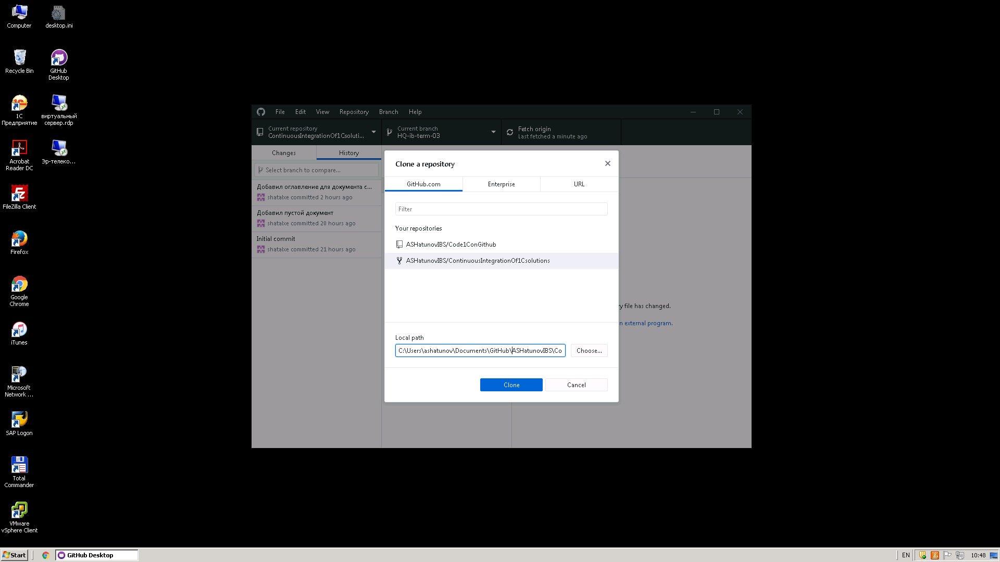 Computer
desktop.ini
Recycle Bin
GitHub
Desktop
1C
Предприятие
виртуальный
сервер.rdp
Acrobat
Reader DC
Эр-телеко...
FileZilla Client
Firefox
Google
Chrome
iTunes
Microsoft
Network ...
SAP Logon
Total
Commander
VMware
vSphere Client
File
Edit
View
Repository
Branch
Help
Current repository
ContinuousIntegrationOf1Csoluti...
Current branch
HQ-ib-term-03
Fetch origin
Last fetched a minute ago
Changes
History
Select branch to compare...
Добавил оглавление для документа с...
shatalxe committed 2 hours ago
Добавил пустой документ
shatalxe committed 20 hours ago
Initial commit
shatalxe committed 21 hours ago
Clone a repository
GitHub.com
Enterprise
URL
Filter
Your repositories
ASHatunovIBS/Code1ConGithub
ASHatunovIBS/ContinuousIntegrationOf1Csolutions
file has changed.
external program.
Local path
C:\Users\ashatunov\Documents\GitHub\ASHatunovIBS\Co
Choose...
Clone
Cancel
Start
GitHub Desktop
EN
10:48